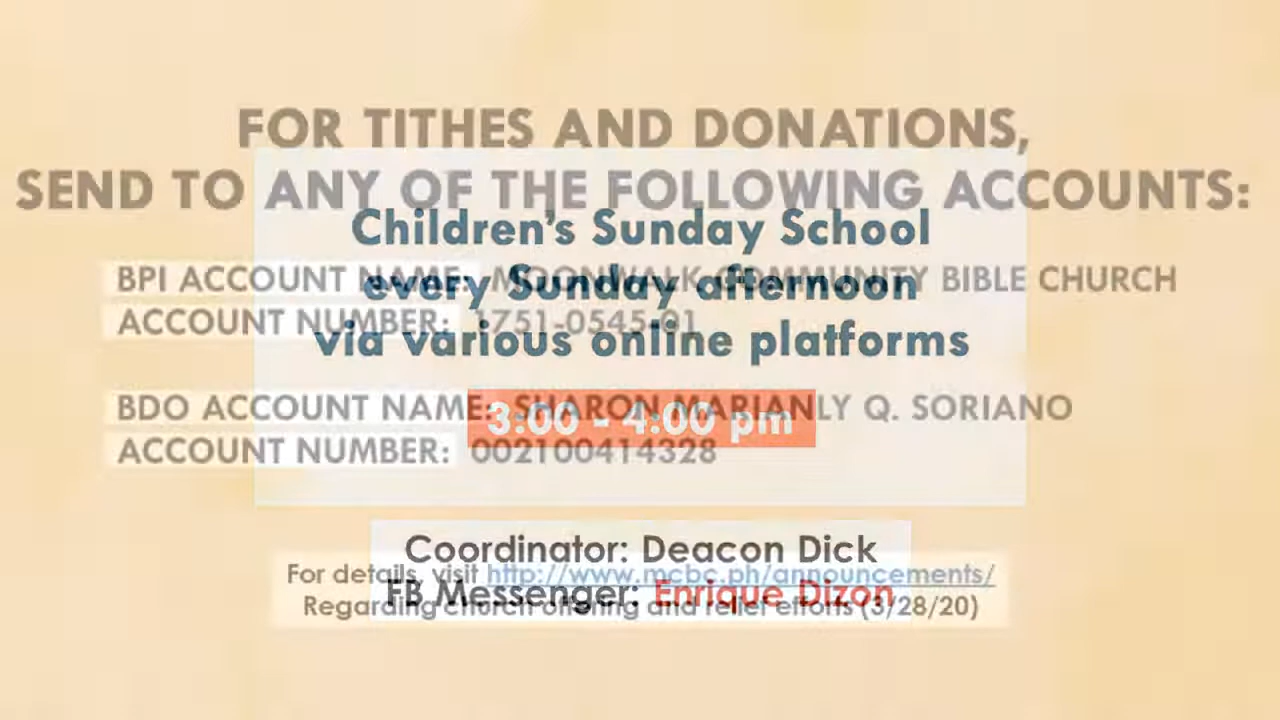 FOR TITHES AND DONATIONS,
SEND TO ANY OF THE FOLLOWING ACCOUNTS:
BPI ACCOUNT NAME: MOONWALK COMMUNITY BIBLE CHURCH
ACCOUNT NUMBER: 1751-0545-01
BDO ACCOUNT NAME: SHARON MARIANLY Q. SORIANO
ACCOUNT NUMBER: 002100414328
For details, visit http://www.mcbc.ph/announcements/
Regarding church offering and relief efforts (3/28/20)
Children's Sunday School
every Sunday afternoon
via various online platforms
3:00 - 4:00 pm
Coordinator: Deacon Dick
FB Messenger: Enrique Dizon